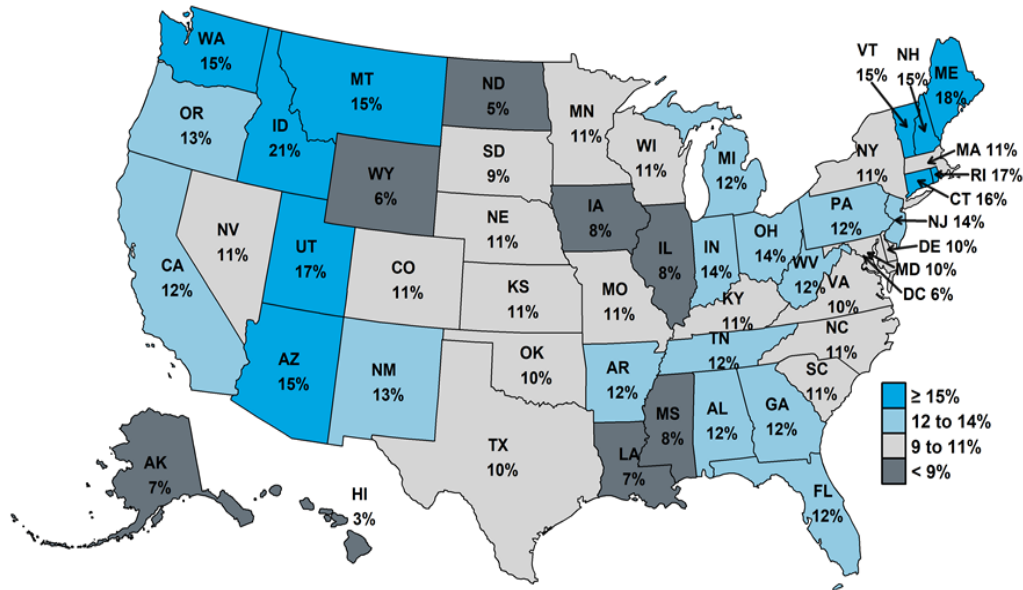 WA
15%
OR
13%
CA
12%
NV
11%
ID
21%
MT
15%
WY
6%
UT
17%
AZ
15%
CO
11%
NM
13%
ND
5%
SD
9%
NE
11%
KS
11%
OK
10%
TX
10%
MN
11%
IA
8%
MO
11%
AR
12%
LA
7%
WI
11%
IL
8%
MS
8%
MI
12%
IN
14%
OH
14%
KY
11%
TN
12%
AL
12%
GA
12%
FL
12%
SC
11%
NC
11%
VA
10%
WV
12%
PA
12%
NY
11%
VT
15%
NH
15%
ME
18%
MA 11%
RI 17%
CT 16%
NJ 14%
DE 10%
MD 10%
DC 6%
AK
7%
HI
3%
≥ 15%
12 to 14%
9 to 11%
< 9%